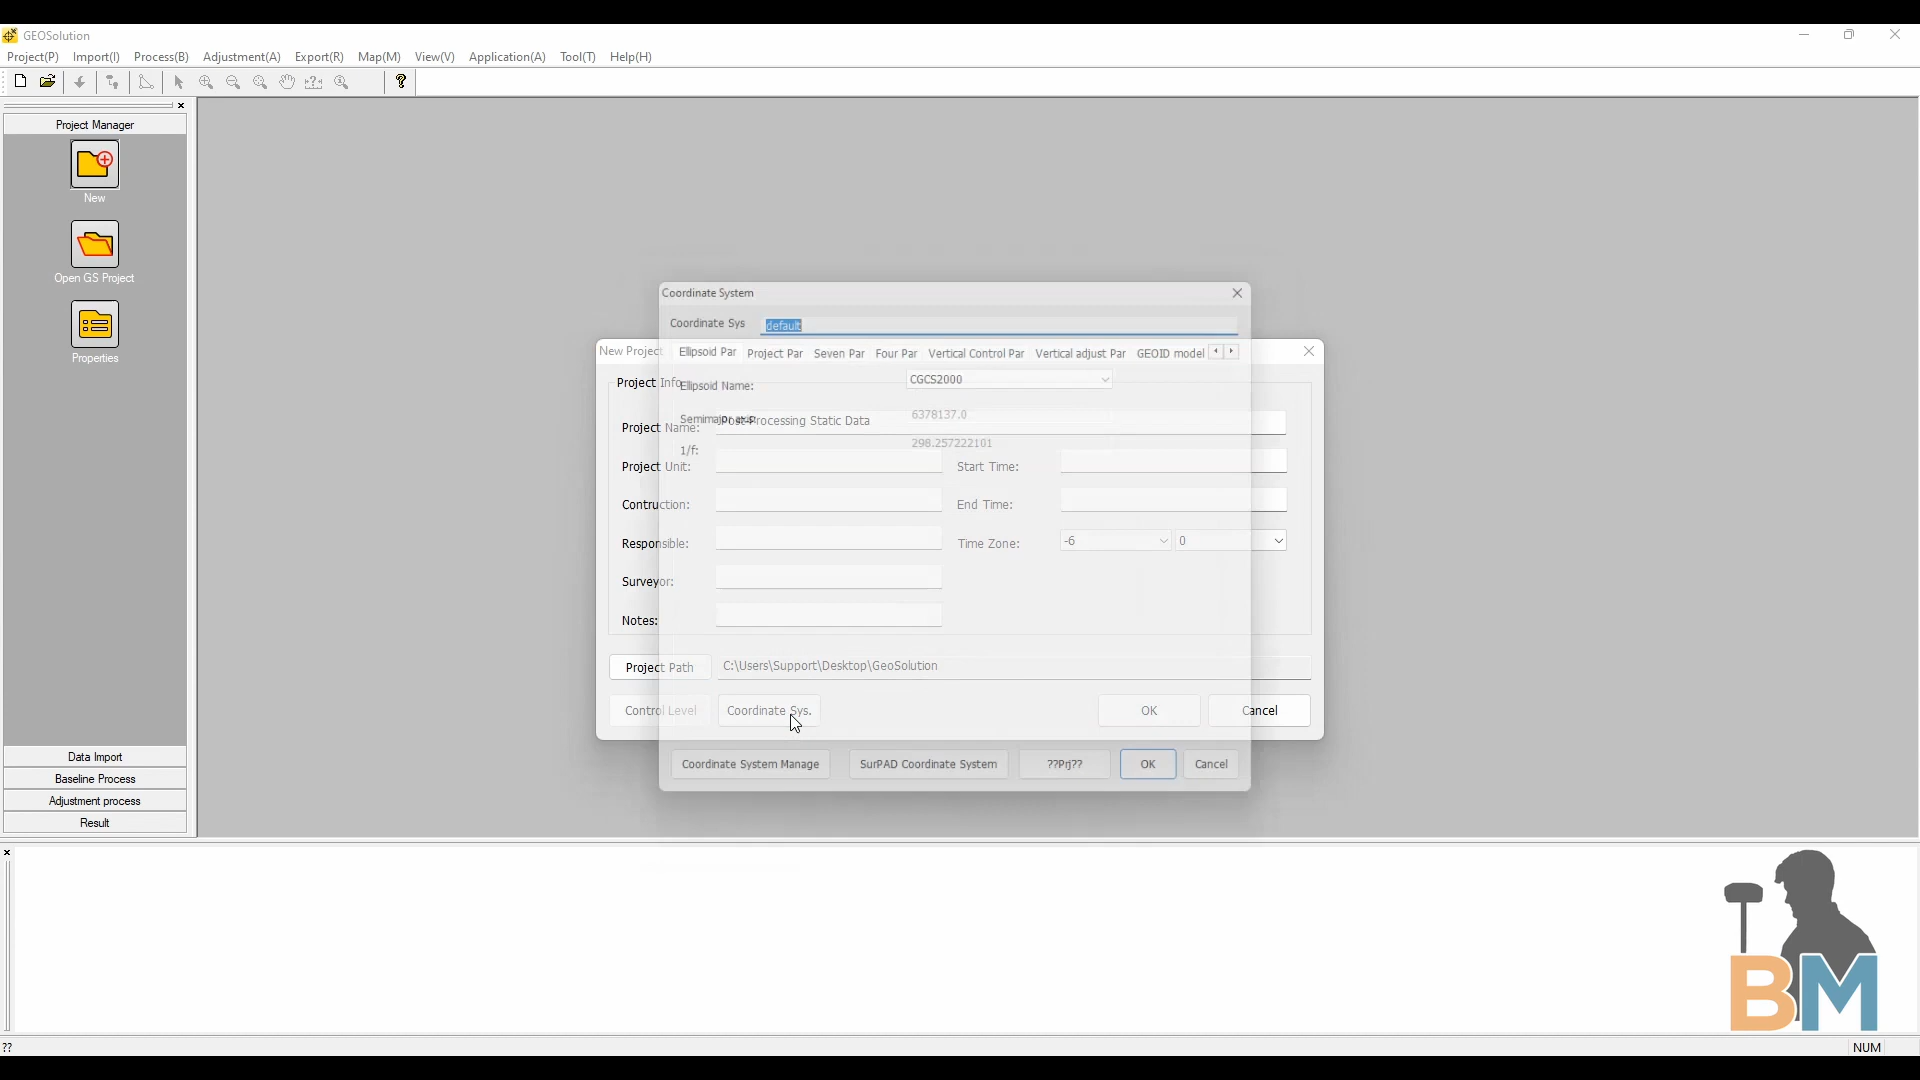 GEOSolution
Project(P) Import(I) Process(B) Adjustment(A) Export(R) Map(M) View(V) Application(A) Tool(T) Help(H)
Project Manager
New
Open GS Project
Properties
Data Import
Baseline Process
Adjustment process
Result
Coordinate System
Coordinate Sys default
New Project
Ellipsoid Par Project Par Seven Par Four Par Vertical Control Par Vertical adjust Par GEOID model
Project Info
Ellipsoid Name: CGCS2000
Semimajor axis: 6378137.0
Project Name: Post-Processing Static Data
1/f: 298.257222101
Project Unit: Start Time:
Contruction: End Time:
Responsible: Time Zone: -6 0
Surveyor:
Notes:
Project Path C:\Users\Support\Desktop\GeoSolution
Control Level Coordinate Sys. OK Cancel
Coordinate System Manage SurPAD Coordinate System ??Prj?? OK Cancel
BM
?? NUM